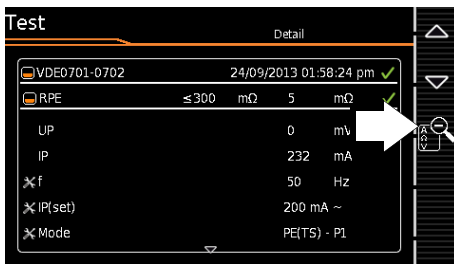 Test
Detail
VDE0701-0702 24/09/2013 01:58:24 pm
RPE ≤300 mΩ 5 mΩ
UP 0 mV
IP 232 mA
f 50 Hz
IP(set) 200 mA ~
Mode PE(TS) - P1
A
Ω
V